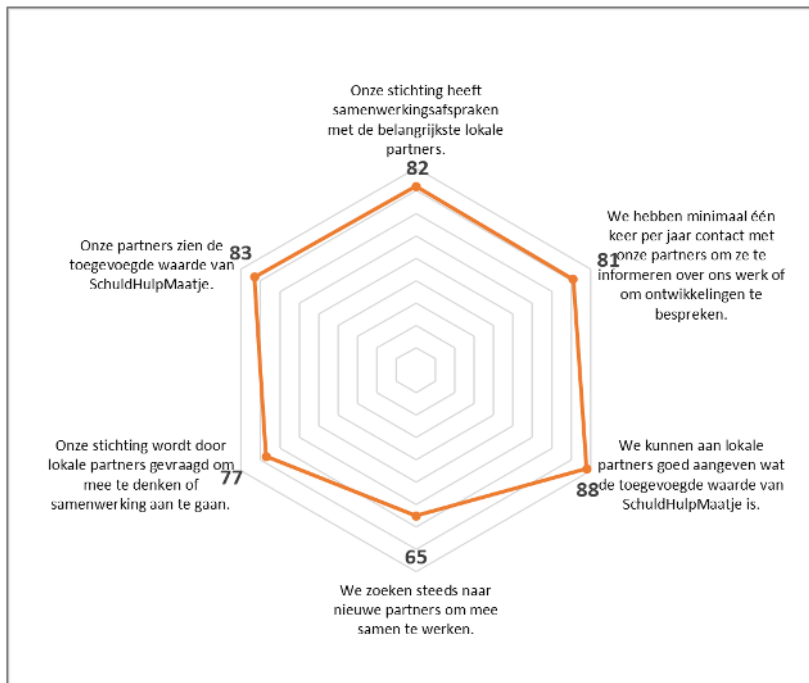 Onze stichting heeft
samenwerkingsafspraken
met de belangrijkste lokale
partners.
82
We hebben minimaal één
keer per jaar contact met
onze partners om ze te
informeren over ons werk of
om ontwikkelingen te
bespreken.
81
We kunnen aan lokale
partners goed aangeven wat
de toegevoegde waarde van
SchuldHulpMaatje is.
88
65
We zoeken steeds naar
nieuwe partners om mee
samen te werken.
Onze stichting wordt door
lokale partners gevraagd om
mee te denken of
samenwerking aan te gaan.
77
Onze partners zien de
toegevoegde waarde van
SchuldHulpMaatje.
83